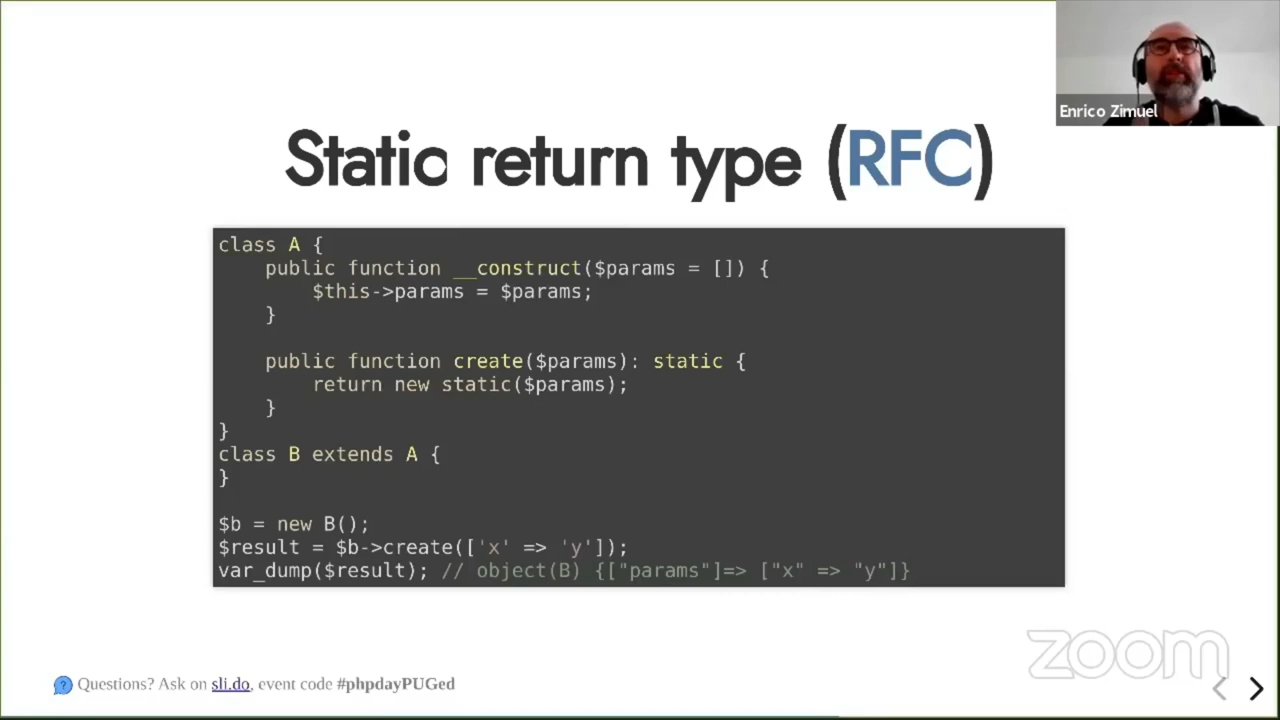 Enrico Zimuel
Static return type (RFC)
class A {
    public function __construct($params = []) {
        $this->params = $params;
    }

    public function create($params): static {
        return new static($params);
    }
}
class B extends A {
}

$b = new B();
$result = $b->create(['x' => 'y']);
var_dump($result); // object(B) {["params"]=> ["x" => "y"]}
zoom
Questions? Ask on sli.do, event code #phpdayPUGed